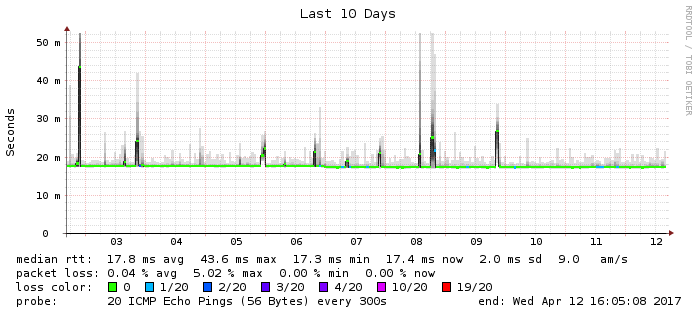 Last 10 Days
RRDTOOL / TOBI OETIKER
Seconds
50 m
40 m
30 m
20 m
10 m
0
03 04 05 06 07 08 09 10 11 12
median rtt: 17.8 ms avg 43.6 ms max 17.3 ms min 17.4 ms now 2.0 ms sd 9.0 am/s
packet loss: 0.04 % avg 5.02 % max 0.00 % min 0.00 % now
loss color: 0 1/20 2/20 3/20 4/20 10/20 19/20
probe: 20 ICMP Echo Pings (56 Bytes) every 300s end: Wed Apr 12 16:05:08 2017